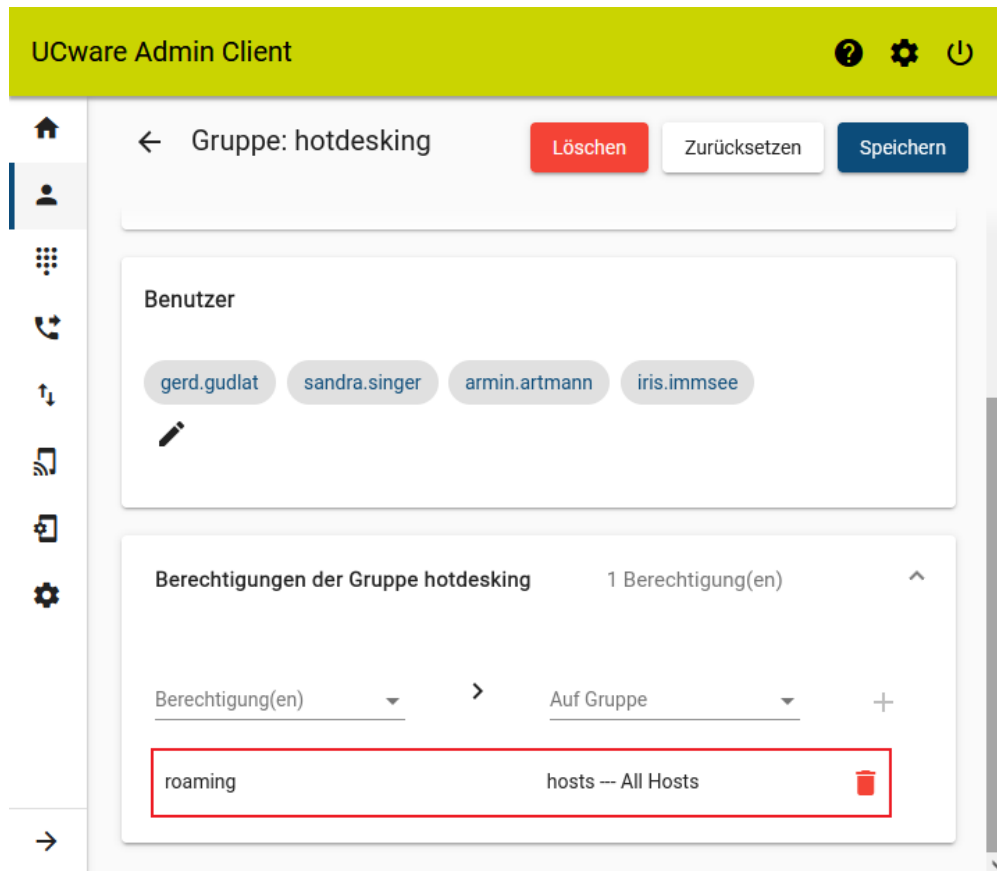 UCware Admin Client
Gruppe: hotdesking Löschen Zurücksetzen Speichern
Benutzer
gerd.gudlat sandra.singer armin.artmann iris.immsee
Berechtigungen der Gruppe hotdesking 1 Berechtigung(en)
Berechtigung(en) Auf Gruppe
roaming hosts --- All Hosts